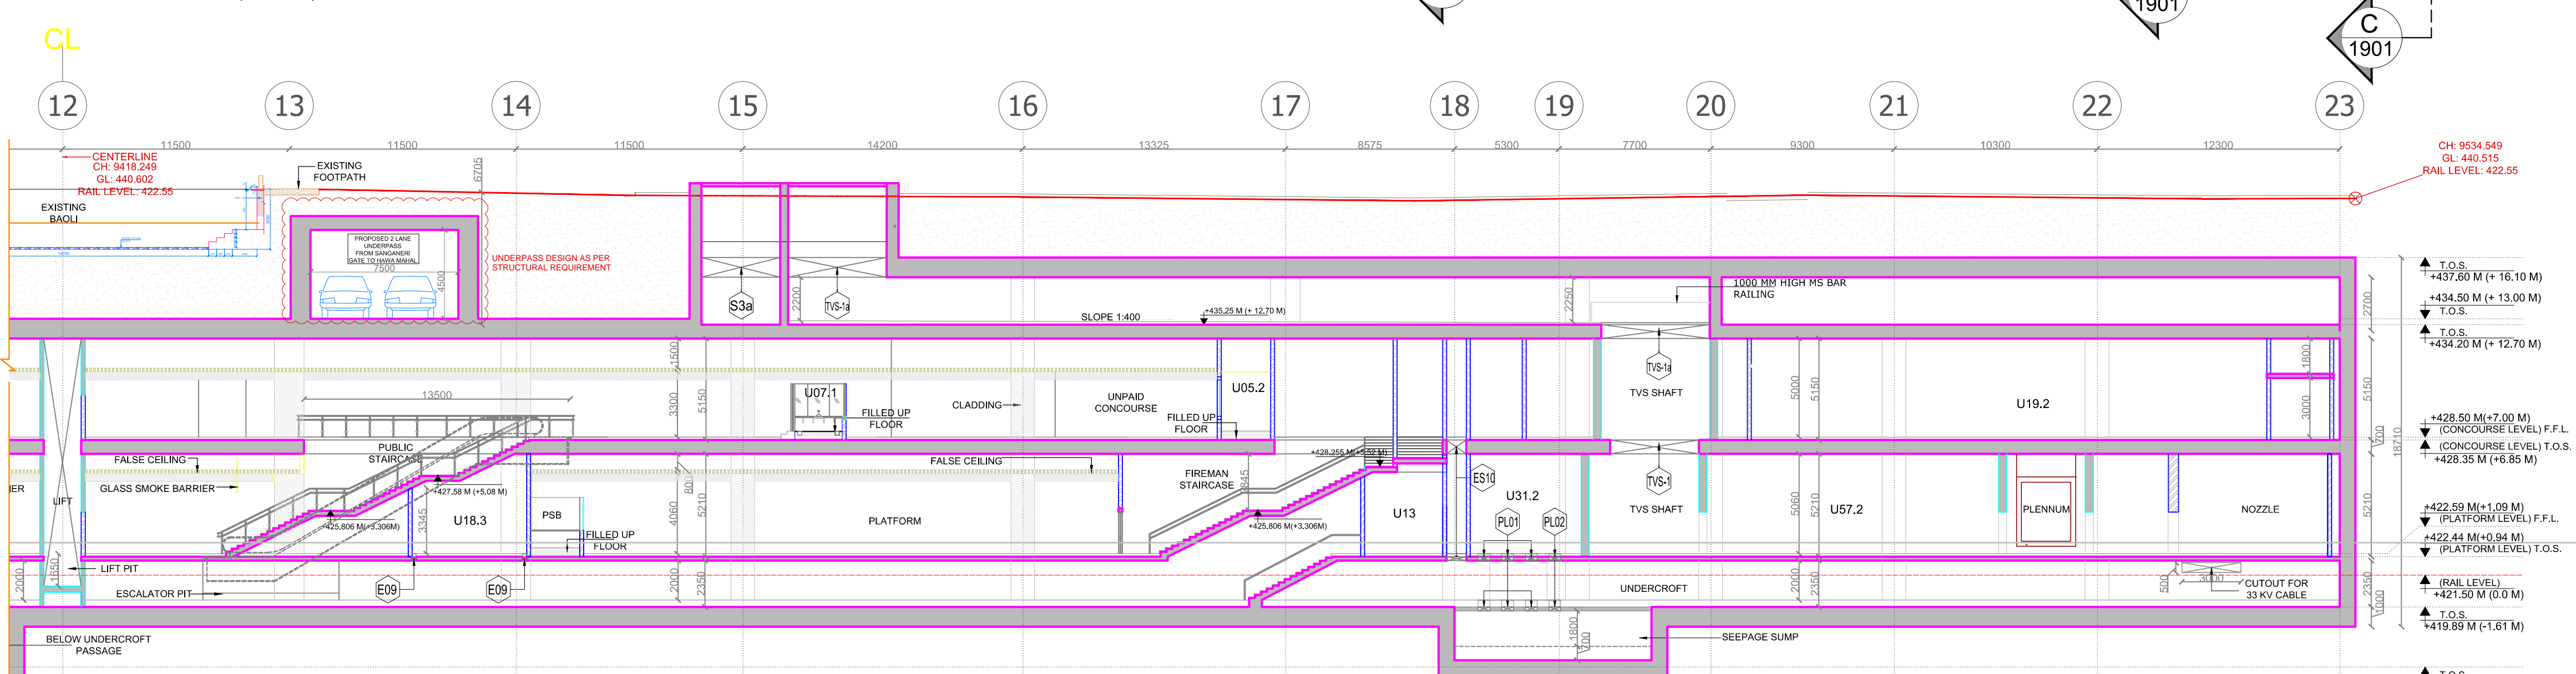 1901
C
1901
CL
12
13
14
15
16
17
18
19
20
21
22
23
11500
11500
11500
14200
13325
8575
5300
7700
9300
10300
12300
CENTERLINE
CH: 9418.249
GL: 440.602
RAIL LEVEL: 422.55
CH: 9534.549
GL: 440.515
RAIL LEVEL: 422.55
EXISTING
FOOTPATH
6705
EXISTING
BAOLI
PROPOSED 2 LANE
UNDERPASS
FROM SANGANERI
GATE TO HAWA MAHAL
7500
4500
UNDERPASS DESIGN AS PER
STRUCTURAL REQUIREMENT
S3a
TVS-1a
2200
SLOPE 1:400
+435.25 M (+ 12.70 M)
2250
1000 MM HIGH MS BAR
RAILING
2700
T.O.S.
+437.60 M (+ 16.10 M)
+434.50 M (+ 13.00 M)
T.O.S.
T.O.S.
+434.20 M (+ 12.70 M)
1500
3300
5150
13500
U07.1
FILLED UP
FLOOR
CLADDING
UNPAID
CONCOURSE
FILLED UP
FLOOR
U05.2
TVS-1a
TVS SHAFT
5000
5150
U19.2
1800
3000
5150
700
18710
+428.50 M(+7.00 M)
(CONCOURSE LEVEL) F.F.L.
(CONCOURSE LEVEL) T.O.S.
+428.35 M (+6.85 M)
PUBLIC
STAIRCASE
FALSE CEILING
GLASS SMOKE BARRIER
IER
LIFT
+427.58 M (+5.08 M)
+425.806 M(+3.306M)
3345
U18.3
PSB
FILLED UP
FLOOR
800
4060
5210
PLATFORM
FALSE CEILING
FIREMAN
STAIRCASE
2845
+425.806 M(+3.306M)
U13
ES10
U31.2
PL01
PL02
TVS-1
TVS SHAFT
5060
5210
U57.2
PLENNUM
NOZZLE
5210
+422.59 M(+1.09 M)
(PLATFORM LEVEL) F.F.L.
+422.44 M(+0.94 M)
(PLATFORM LEVEL) T.O.S.
2000
1650
LIFT PIT
ESCALATOR PIT
E09
E09
2000
2350
UNDERCROFT
2000
2350
500
3000
CUTOUT FOR
33 KV CABLE
2350
1000
(RAIL LEVEL)
+421.50 M (0.0 M)
T.O.S.
+419.89 M (-1.61 M)
BELOW UNDERCROFT
PASSAGE
1800
700
SEEPAGE SUMP